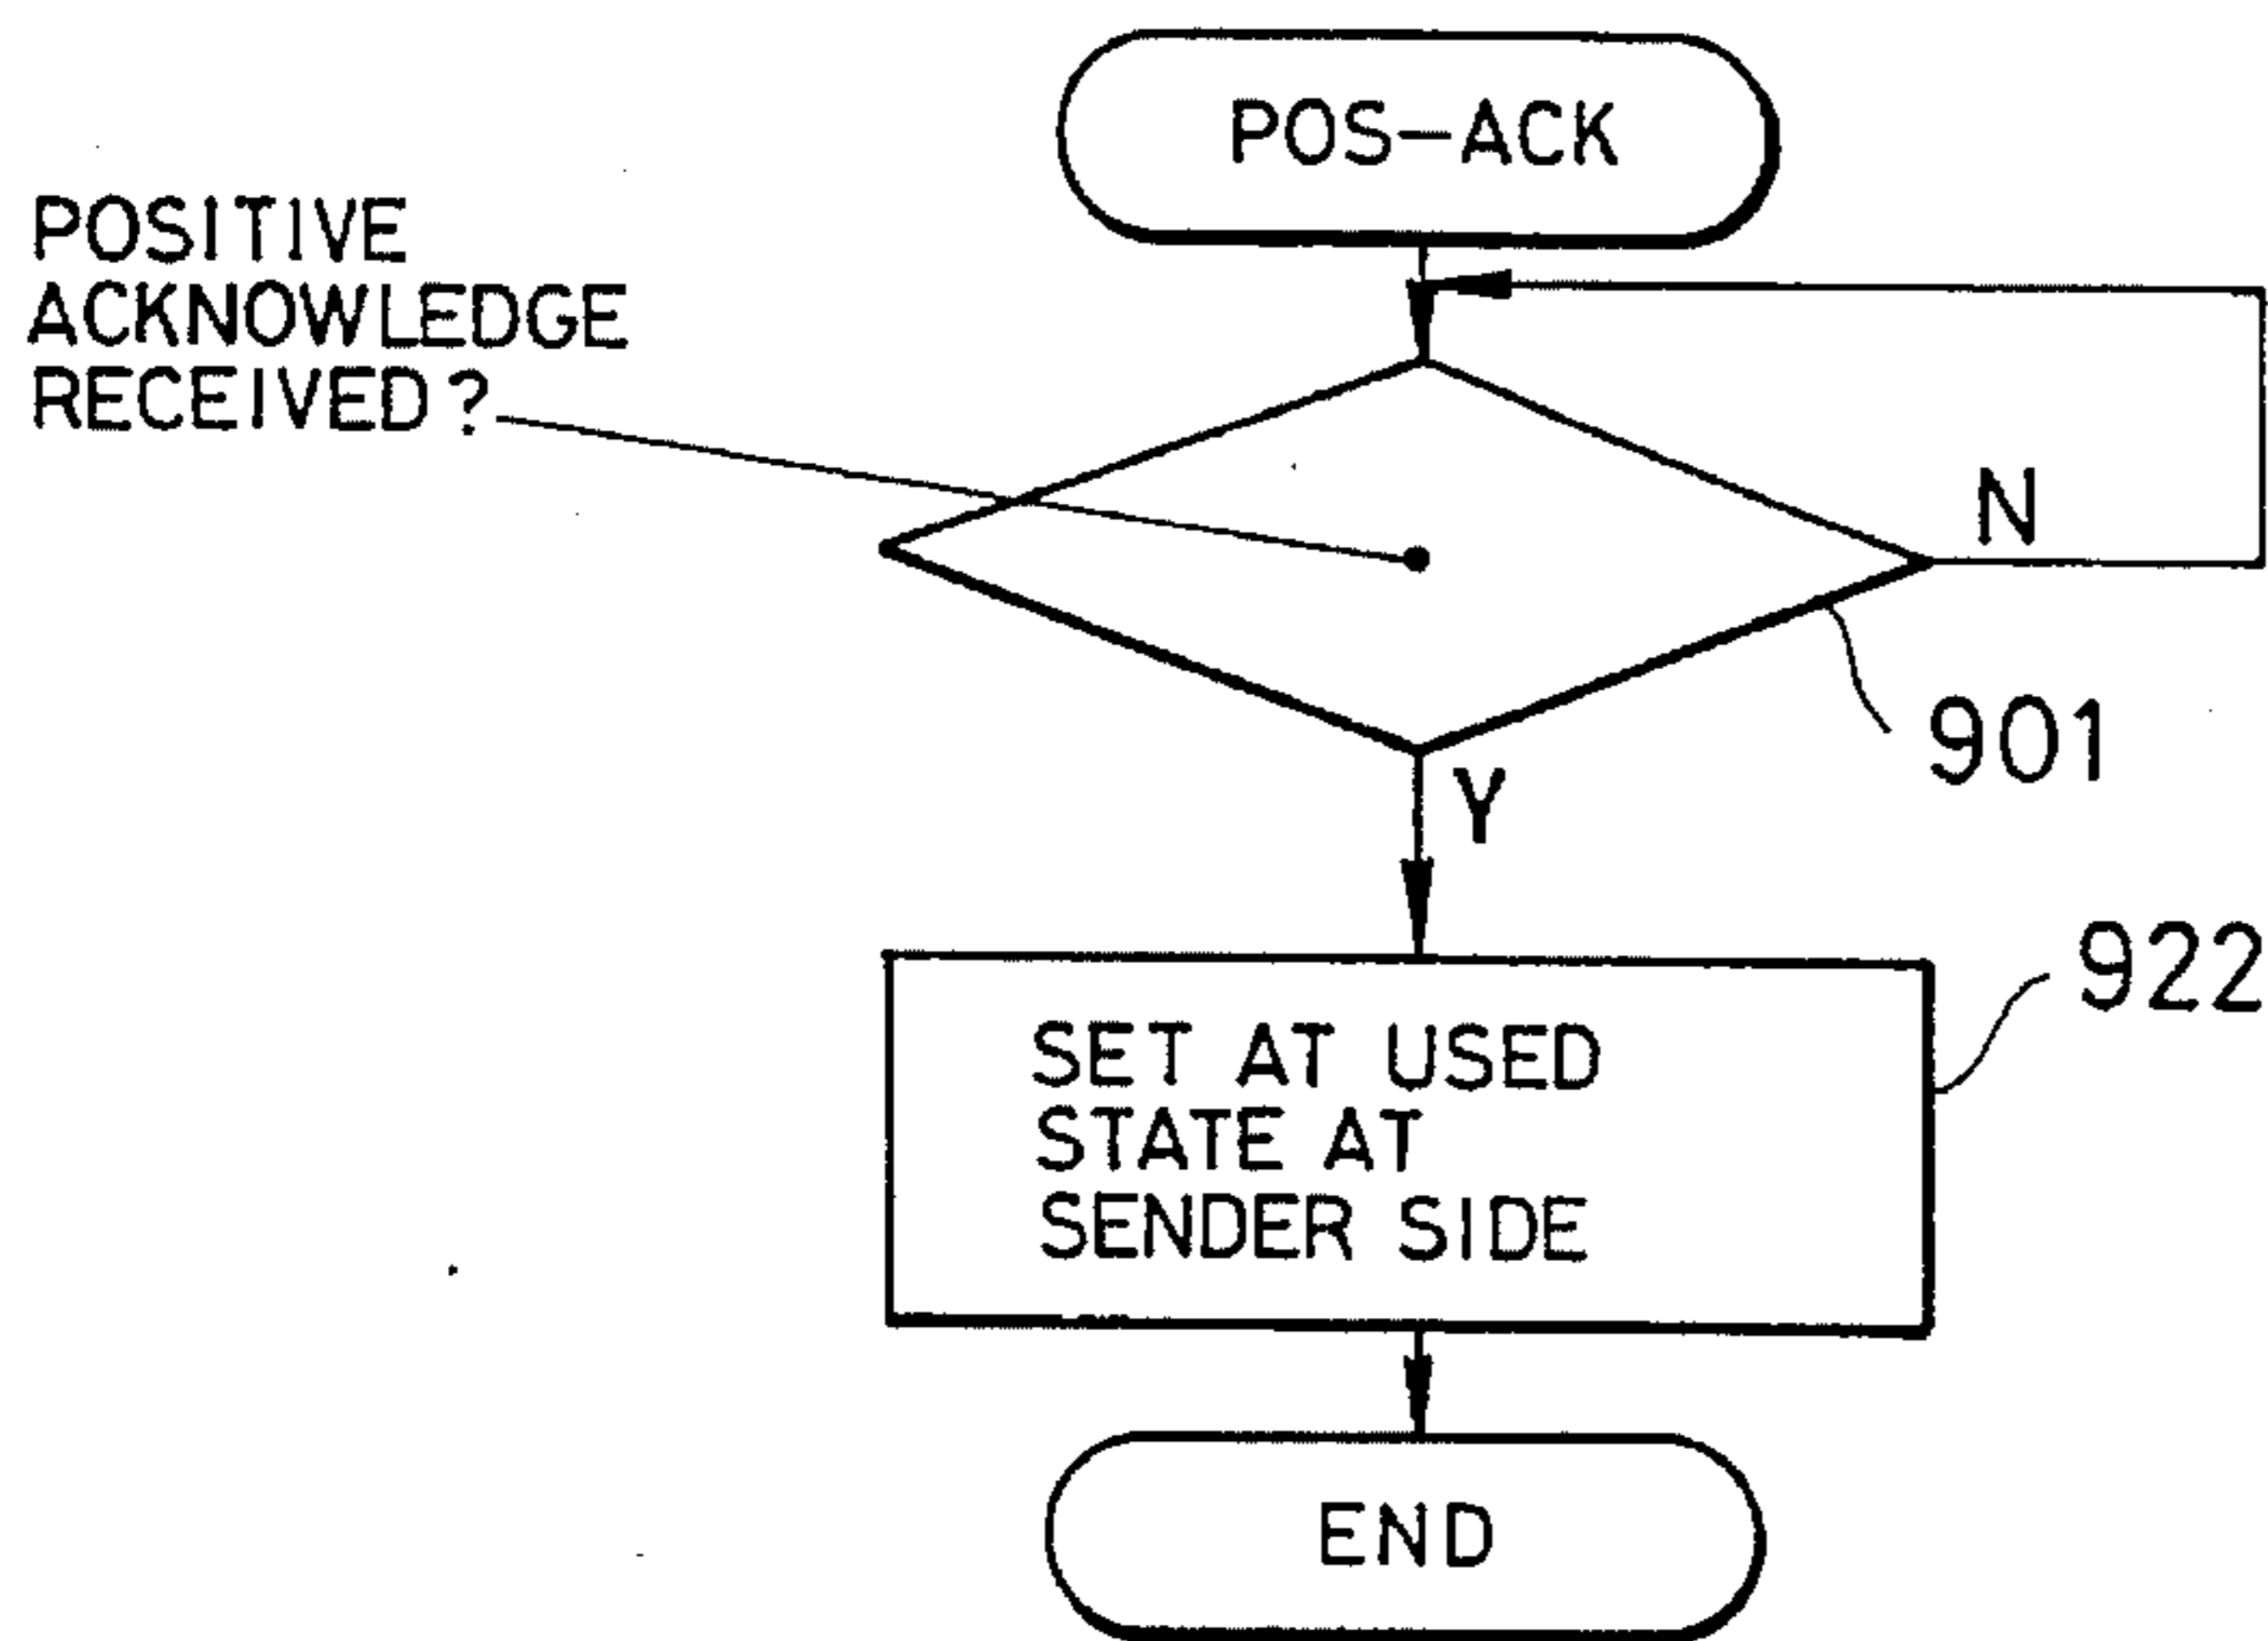 POS-ACK
POSITIVE
ACKNOWLEDGE
RECEIVED?
N
901
Y
922
SET AT USED
STATE AT
SENDER SIDE
END